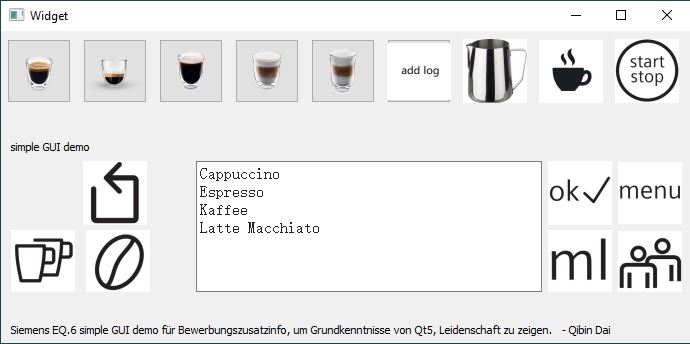 Widget
add log
start
stop
simple GUI demo
Cappuccino
Espresso
Kaffee
Latte Macchiato
ok
menu
ml
Siemens EQ.6 simple GUI demo für Bewerbungszusatzinfo, um Grundkenntnisse von Qt5, Leidenschaft zu zeigen. - Qibin Dai